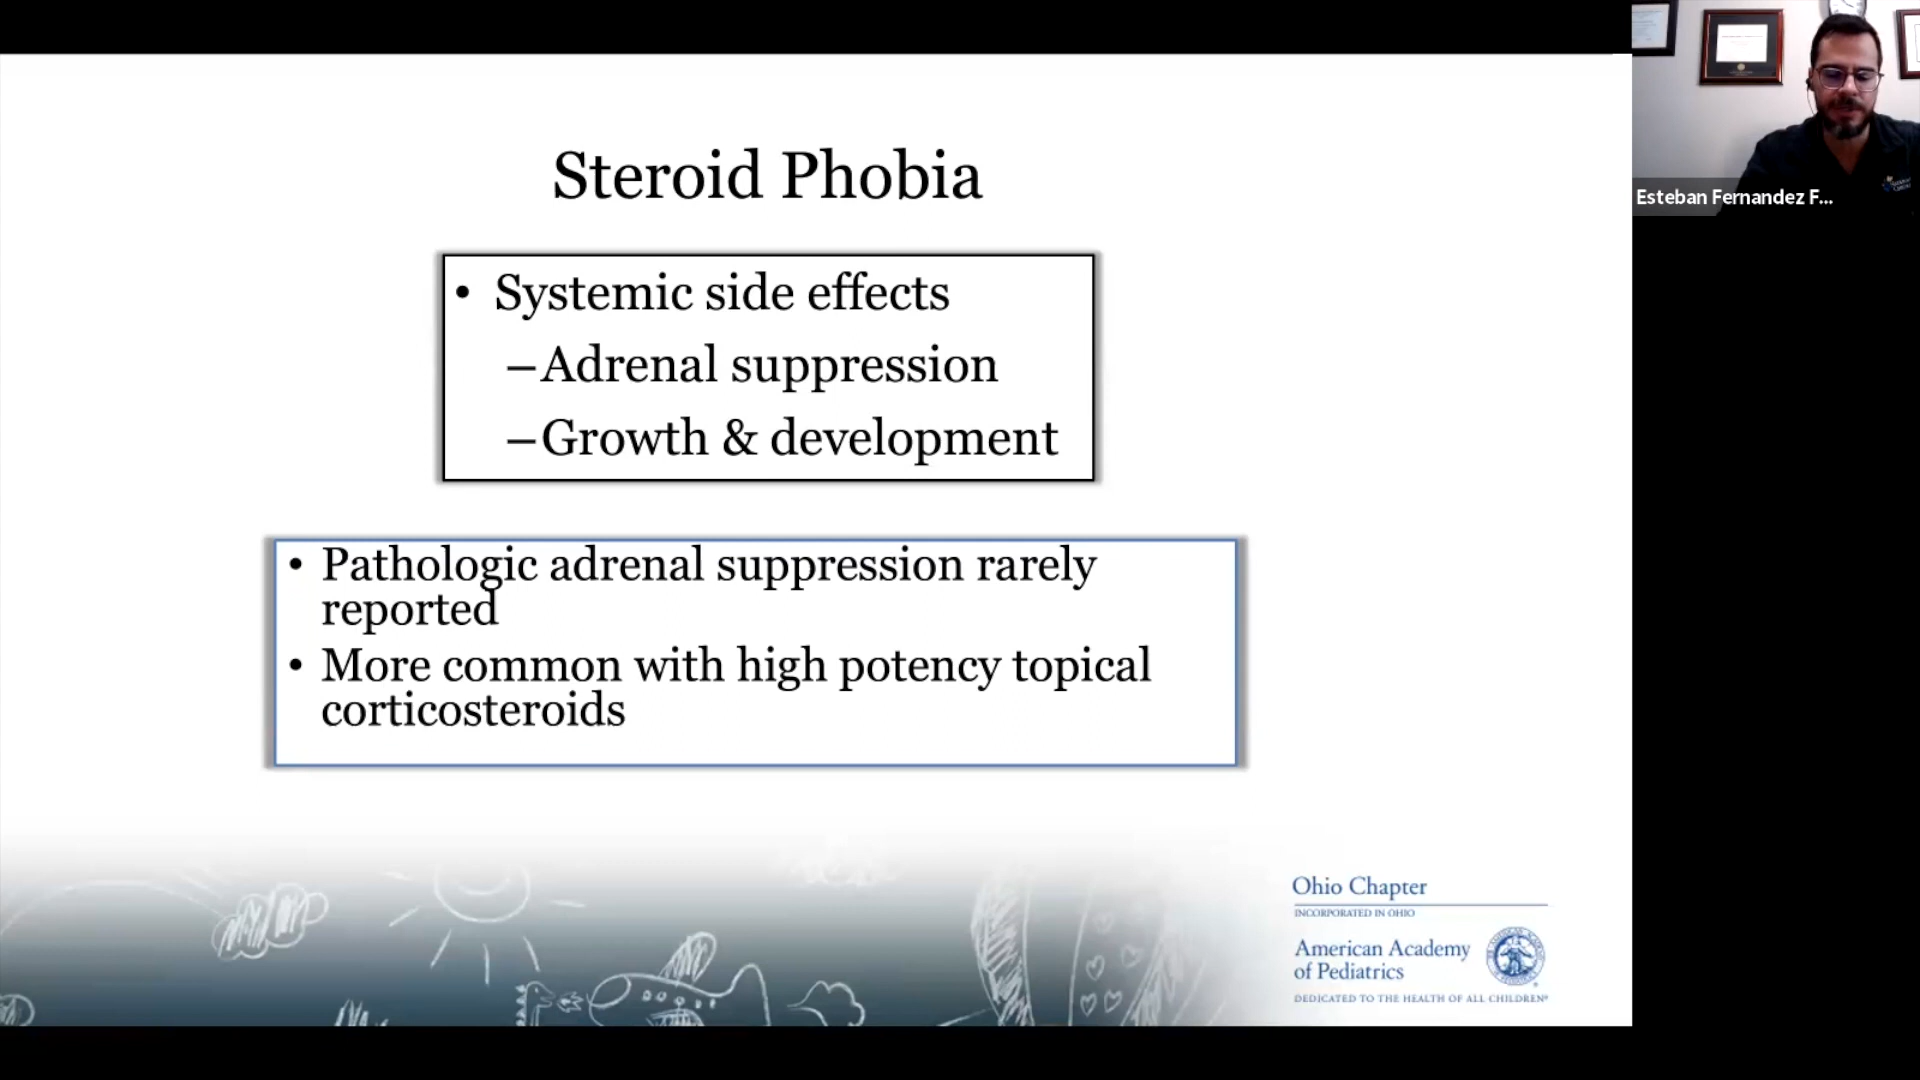 Steroid Phobia
• Systemic side effects
–Adrenal suppression
–Growth & development
• Pathologic adrenal suppression rarely
reported
• More common with high potency topical
corticosteroids
Ohio Chapter
INCORPORATED IN OHIO
American Academy
of Pediatrics
DEDICATED TO THE HEALTH OF ALL CHILDREN®
Esteban Fernandez F...